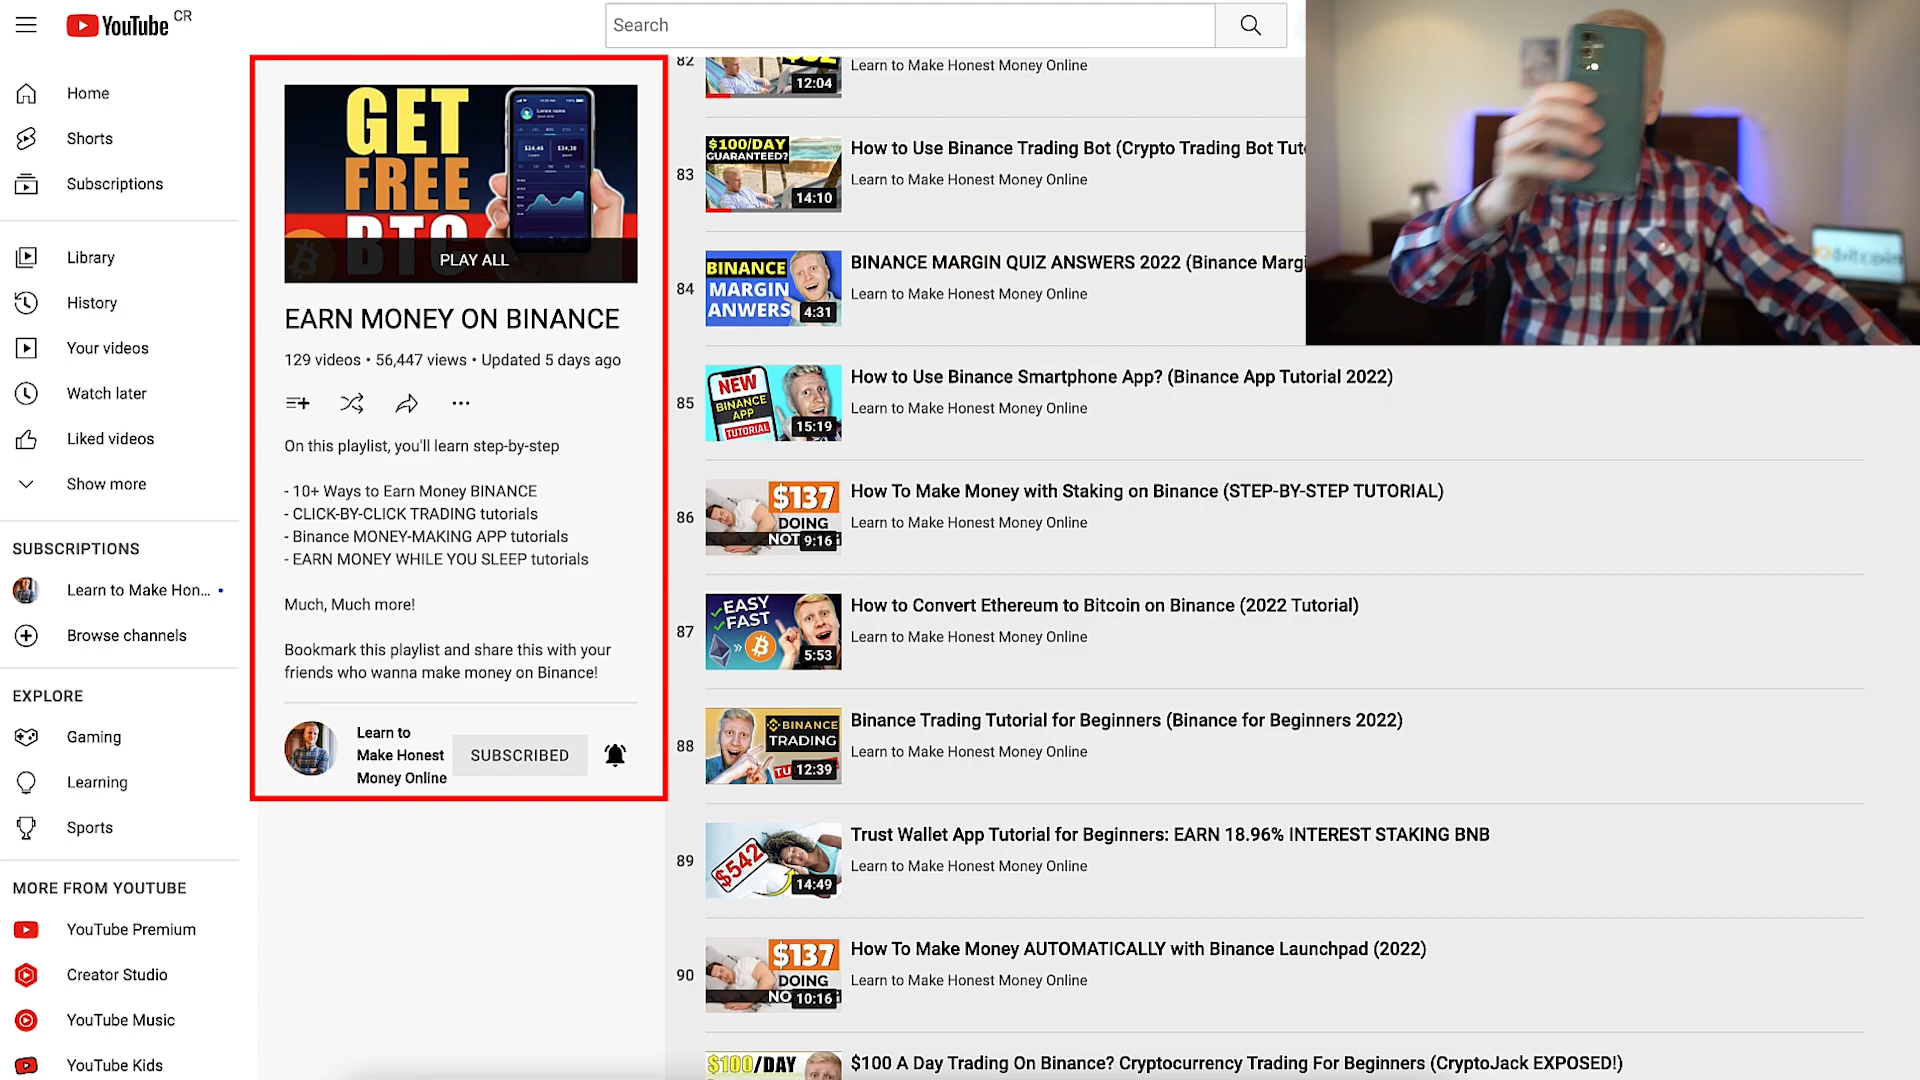 YouTube CR
Search
Home
Shorts
Subscriptions
Library
History
Your videos
Watch later
Liked videos
Show more
SUBSCRIPTIONS
Learn to Make Hon...
Browse channels
EXPLORE
Gaming
Learning
Sports
MORE FROM YOUTUBE
YouTube Premium
Creator Studio
YouTube Music
YouTube Kids
GET
FREE
BTC
$24,46
$34,30
PLAY ALL
EARN MONEY ON BINANCE
129 videos • 56,447 views • Updated 5 days ago
On this playlist, you'll learn step-by-step
- 10+ Ways to Earn Money BINANCE
- CLICK-BY-CLICK TRADING tutorials
- Binance MONEY-MAKING APP tutorials
- EARN MONEY WHILE YOU SLEEP tutorials
Much, Much more!
Bookmark this playlist and share this with your
friends who wanna make money on Binance!
Learn to
Make Honest
Money Online
SUBSCRIBED
82
12:04
Learn to Make Honest Money Online
83
$100/DAY
GUARANTEED?
14:10
How to Use Binance Trading Bot (Crypto Trading Bot Tut
Learn to Make Honest Money Online
84
BINANCE
MARGIN
ANWERS
4:31
BINANCE MARGIN QUIZ ANSWERS 2022 (Binance Margi
Learn to Make Honest Money Online
85
NEW
BINANCE
APP
TUTORIAL
15:19
How to Use Binance Smartphone App? (Binance App Tutorial 2022)
Learn to Make Honest Money Online
86
$137
DOING
NOT
9:16
How To Make Money with Staking on Binance (STEP-BY-STEP TUTORIAL)
Learn to Make Honest Money Online
87
EASY
FAST
»
5:53
How to Convert Ethereum to Bitcoin on Binance (2022 Tutorial)
Learn to Make Honest Money Online
88
BINANCE
TRADING
TU
12:39
Binance Trading Tutorial for Beginners (Binance for Beginners 2022)
Learn to Make Honest Money Online
89
$542
14:49
Trust Wallet App Tutorial for Beginners: EARN 18.96% INTEREST STAKING BNB
Learn to Make Honest Money Online
90
$137
DOING
NO
10:16
How To Make Money AUTOMATICALLY with Binance Launchpad (2022)
Learn to Make Honest Money Online
$100/DAY
$100 A Day Trading On Binance? Cryptocurrency Trading For Beginners (CryptoJack EXPOSED!)
bitcoin